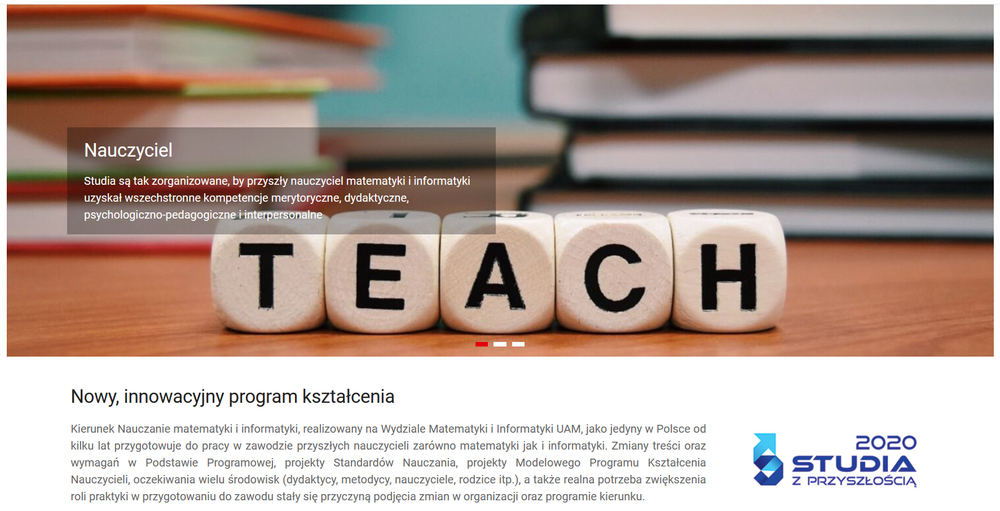 Nauczyciel
Studia są tak zorganizowane, by przyszły nauczyciel matematyki i informatyki
uzyskał wszechstronne kompetencje merytoryczne, dydaktyczne,
psychologiczno-pedagogiczne i interpersonalne
TEACH
Nowy, innowacyjny program kształcenia
Kierunek Nauczanie matematyki i informatyki, realizowany na Wydziale Matematyki i Informatyki UAM, jako jedyny w Polsce od
kilku lat przygotowuje do pracy w zawodzie przyszłych nauczycieli zarówno matematyki jak i informatyki. Zmiany treści oraz
wymagań w Podstawie Programowej, projekty Standardów Nauczania, projekty Modelowego Programu Kształcenia
Nauczycieli, oczekiwania wielu środowisk (dydaktycy, metodycy, nauczyciele, rodzice itp.), a także realna potrzeba zwiększenia
roli praktyki w przygotowaniu do zawodu stały się przyczyną podjęcia zmian w organizacji oraz programie kierunku.
2020
STUDIA
Z PRZYSZŁOŚCIĄ